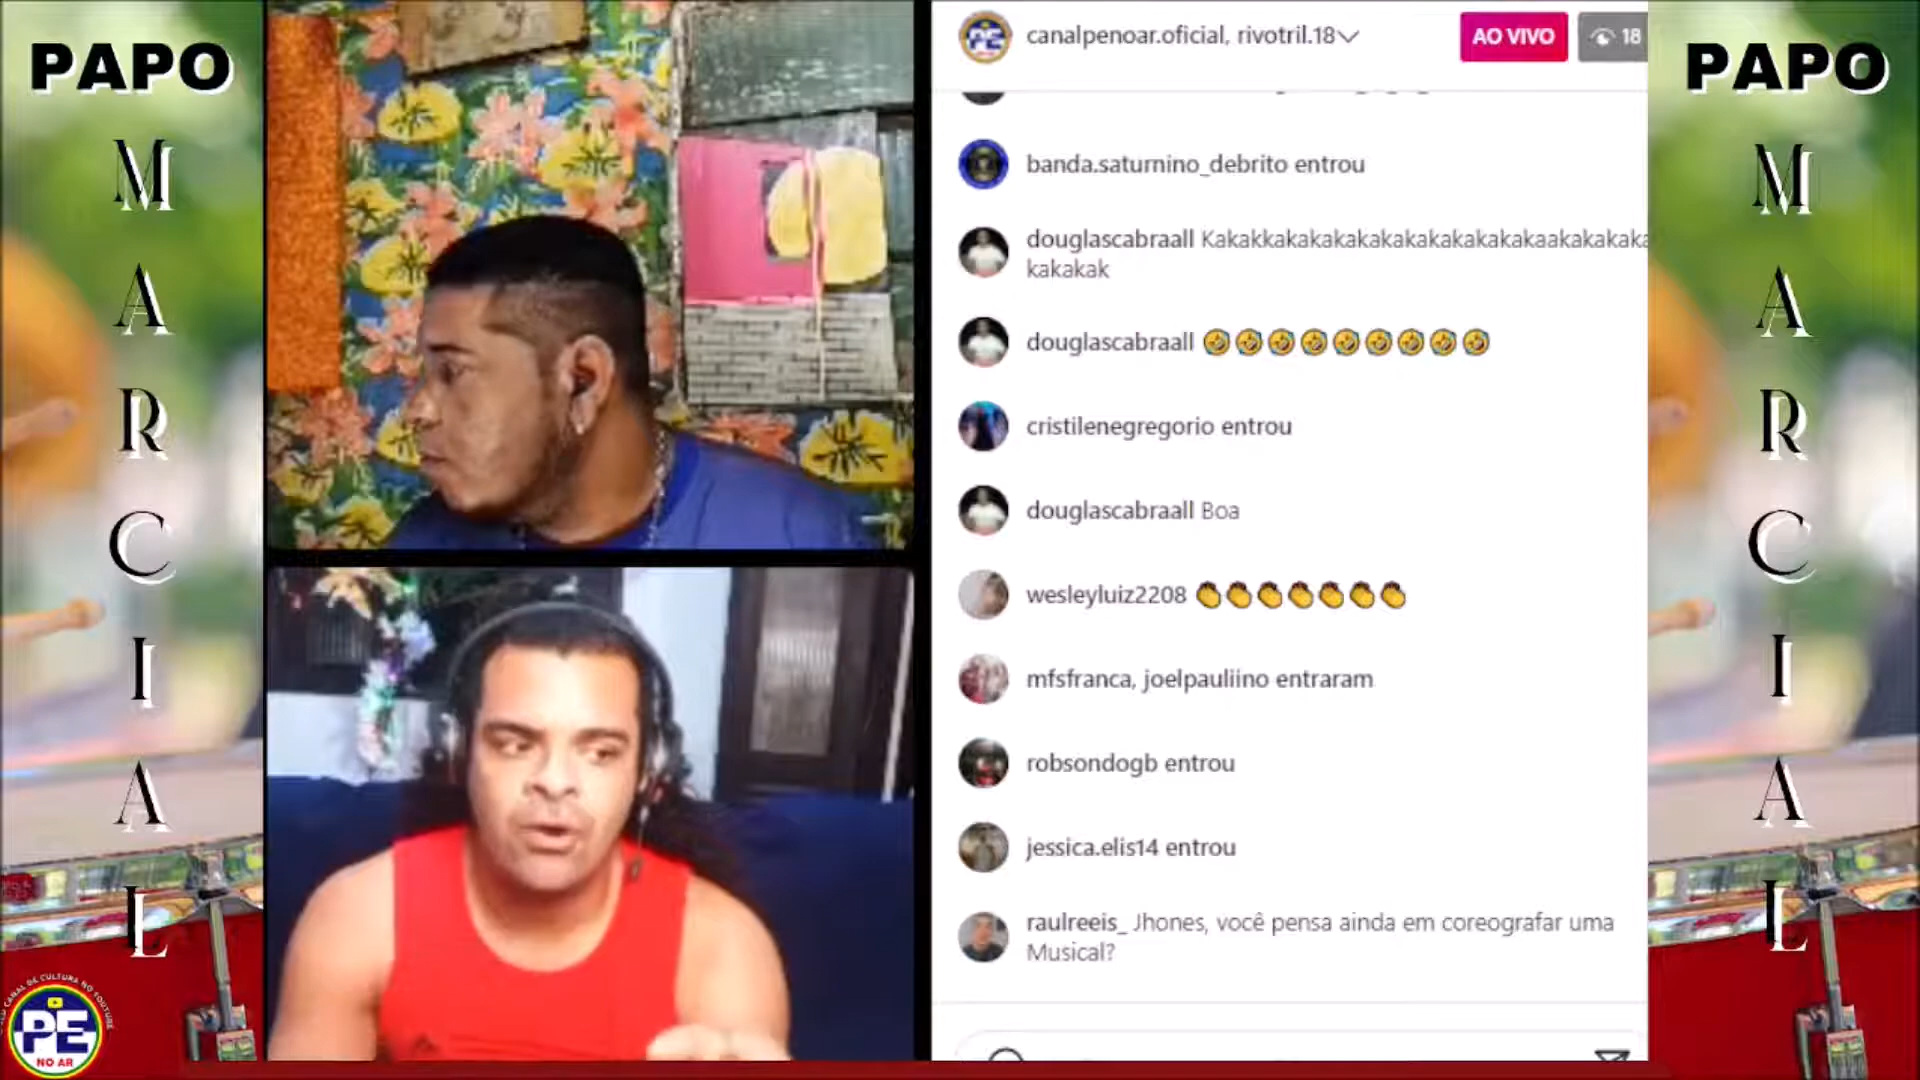 PAPO
M
A
R
C
I
A
L
PE
NO AR
canalpenoar.oficial, rivotril.18
AO VIVO
18
banda.saturnino_debrito entrou
douglascabraall Kakakkakakakakakakakakakakaakakakaka
kakakak
douglascabraall 🤣🤣🤣🤣🤣🤣🤣🤣🤣
cristilenegregorio entrou
douglascabraall Boa
wesleyluiz2208 👏👏👏👏👏👏👏
mfsfranca, joelpauliino entraram
robsondogb entrou
jessica.elis14 entrou
raulreeis_ Jhones, você pensa ainda em coreografar uma
Musical?
PAPO
M
A
R
C
I
A
L